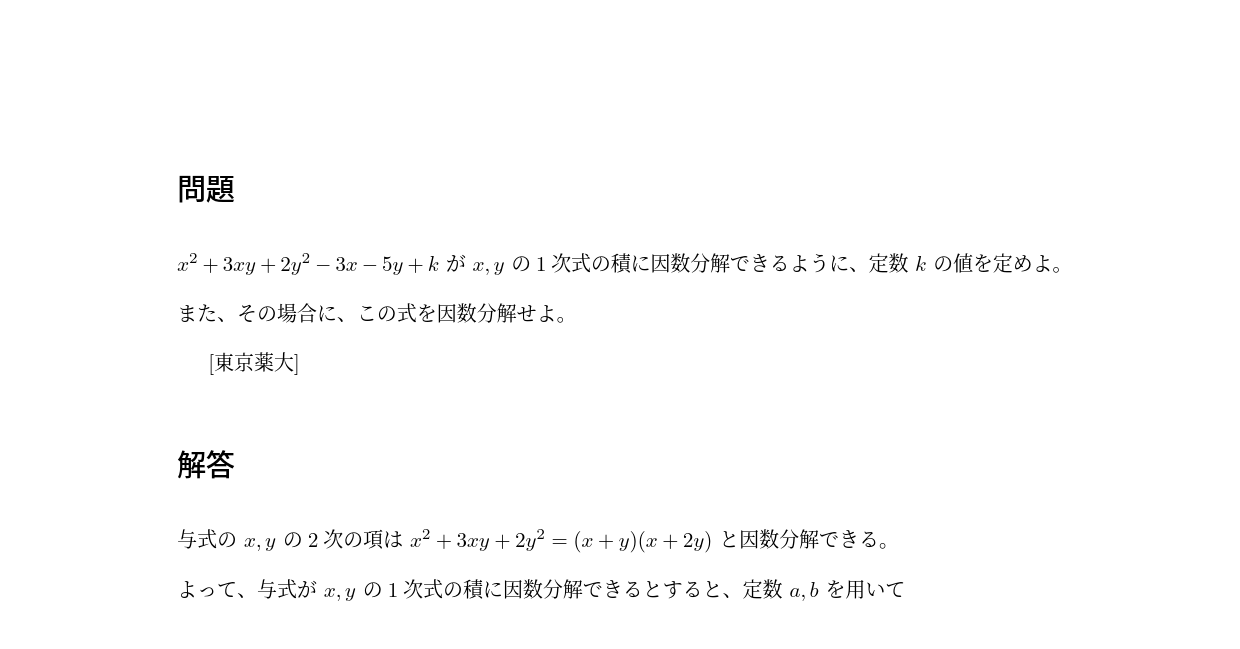 問題
$x^2 + 3xy + 2y^2 - 3x - 5y + k$ が $x, y$ の 1 次式の積に因数分解できるように、定数 $k$ の値を定めよ。
また、その場合に、この式を因数分解せよ。
[東京薬大]
解答
与式の $x, y$ の 2 次の項は $x^2 + 3xy + 2y^2 = (x + y)(x + 2y)$ と因数分解できる。
よって、与式が $x, y$ の 1 次式の積に因数分解できるとすると、定数 $a, b$ を用いて